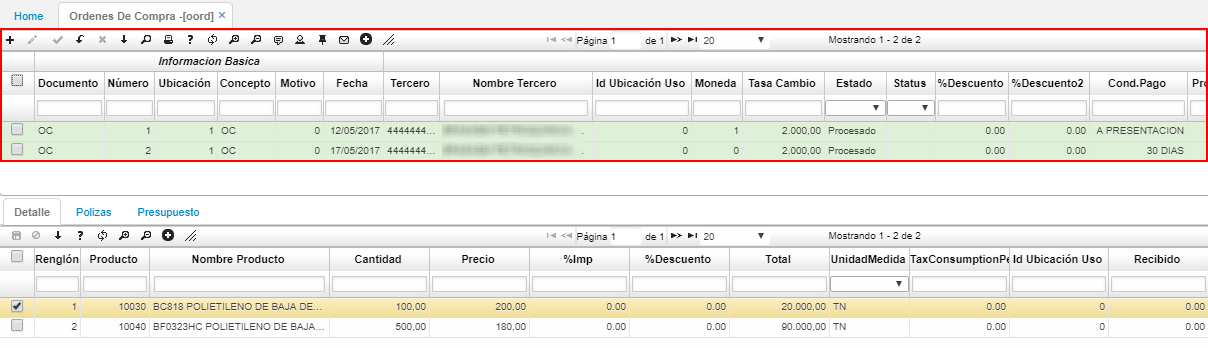 Home Ordenes De Compra -[oord] ×
Página 1 de 1 20 Mostrando 1 - 2 de 2
Informacion Basica
Documento Número Ubicación Concepto Motivo Fecha Tercero Nombre Tercero Id Ubicación Uso Moneda Tasa Cambio Estado Status %Descuento %Descuento2 Cond.Pago Pro
OC 1 1 OC 0 12/05/2017 4444444... . 0 1 2.000,00 Procesado 0.00 0.00 A PRESENTACION
OC 2 1 OC 0 17/05/2017 4444444... . 0 0 2.000,00 Procesado 0.00 0.00 30 DIAS
Detalle Polizas Presupuesto
Página 1 de 1 20 Mostrando 1 - 2 de 2
Renglón Producto Nombre Producto Cantidad Precio %Imp %Descuento Total UnidadMedida TaxConsumptionPe Id Ubicación Uso Recibido
1 10030 BC818 POLIETILENO DE BAJA DE... 100,00 200,00 0.00 0.00 20.000,00 TN 0.00 0 0.00
2 10040 BF0323HC POLIETILENO DE BAJA... 500,00 180,00 0.00 0.00 90.000,00 TN 0.00 0 0.00